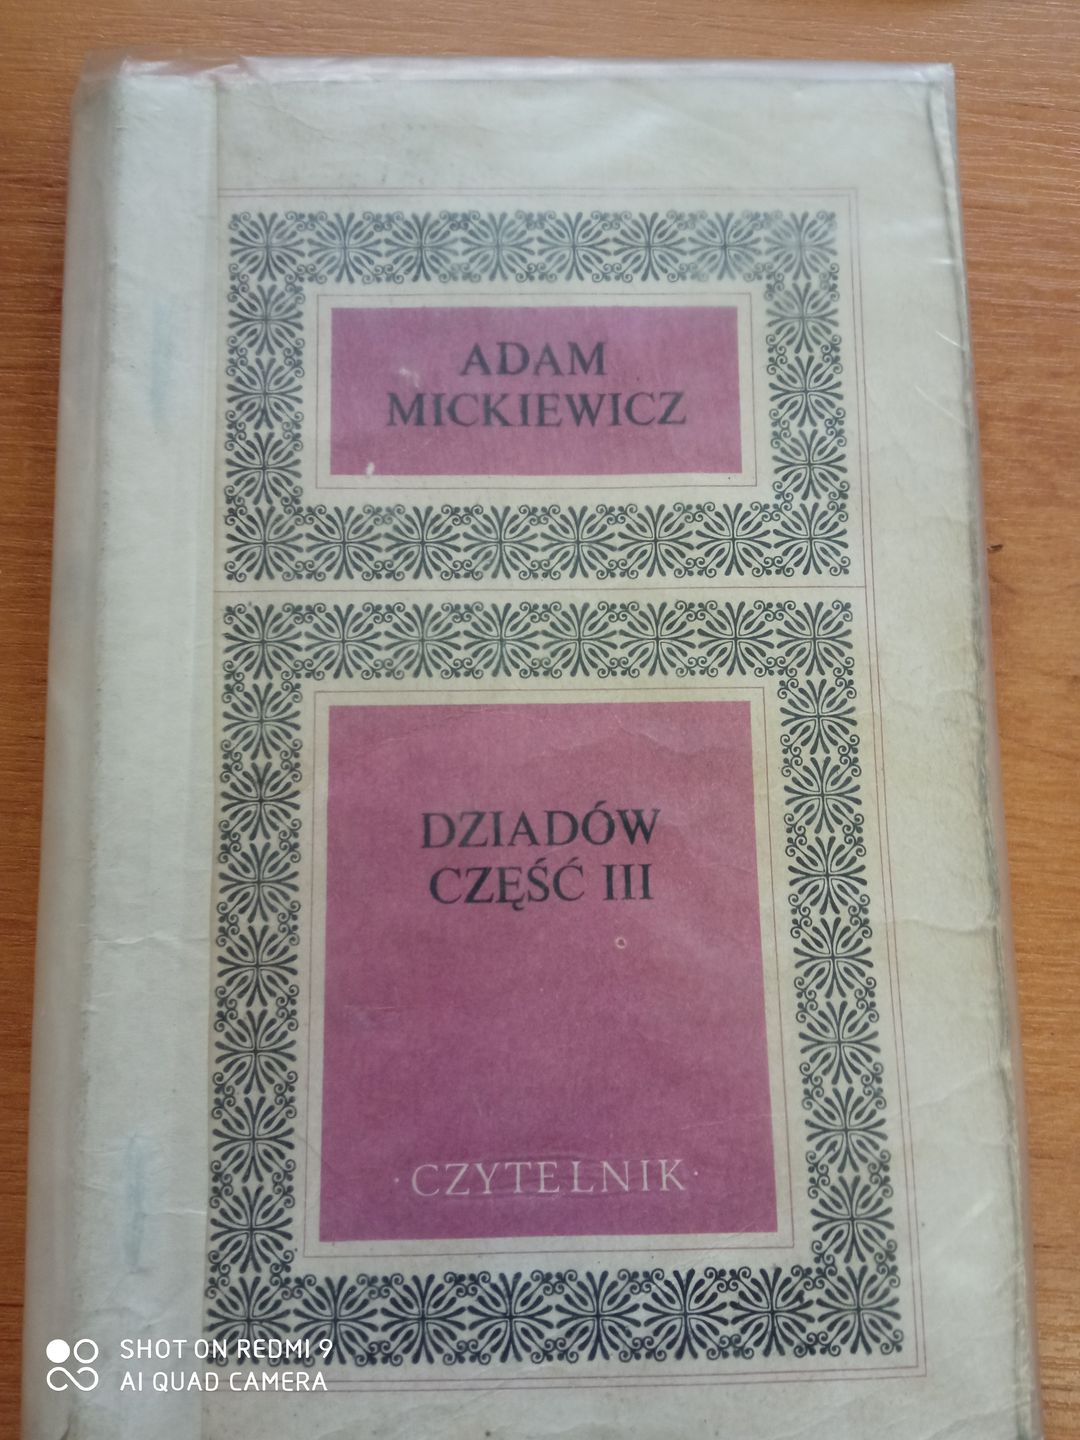 ADAM
MICKIEWICZ
DZIADÓW
CZĘŚĆ III
· CZYTELNIK ·
SHOT ON REDMI 9
AI QUAD CAMERA